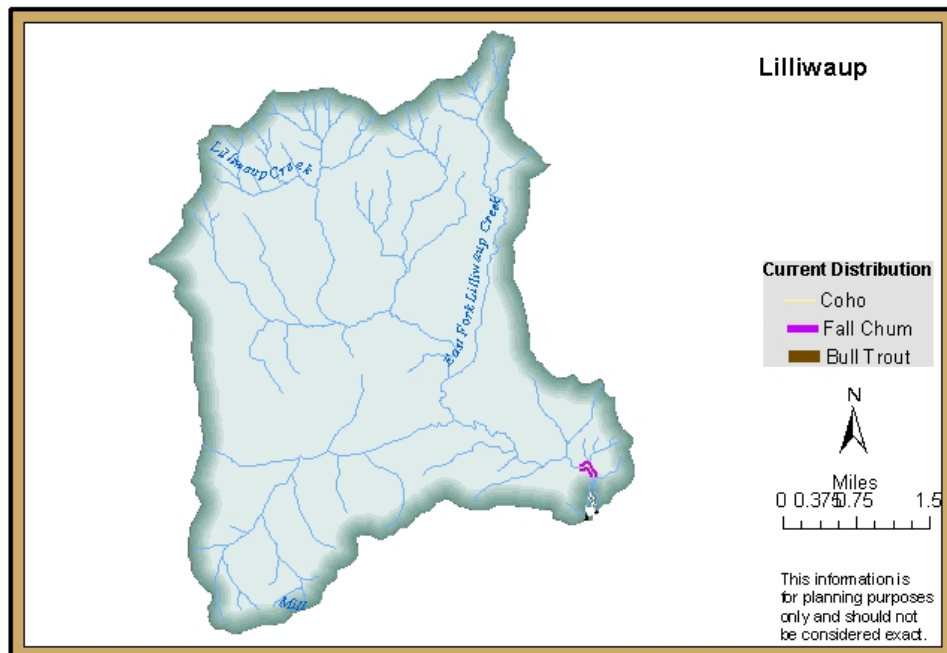 Lilliwaup
Lilliwaup Creek
East Fork Lilliwaup Creek
Mill
Current Distribution
Coho
Fall Chum
Bull Trout
N
Miles
0 0.375 0.75 1.5
This information is
for planning purposes
only and should not
be considered exact.